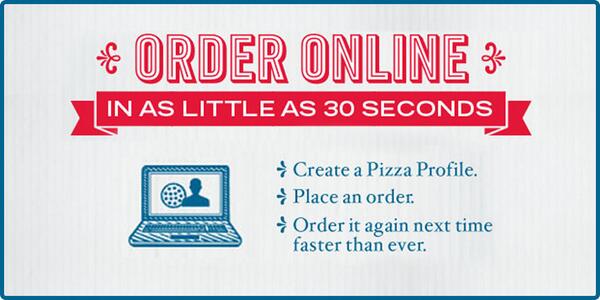 ORDER ONLINE
IN AS LITTLE AS 30 SECONDS
Create a Pizza Profile.
Place an order.
Order it again next time
faster than ever.